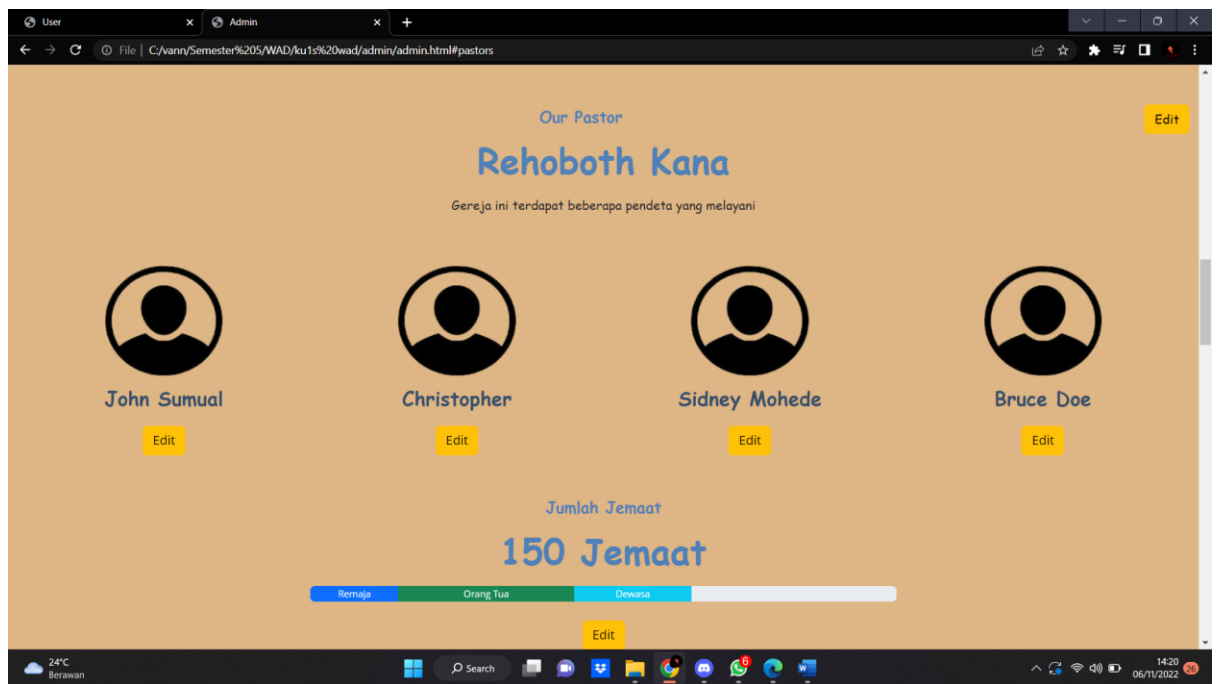 User
Admin
File | C:/vann/Semester%205/WAD/ku1s%20wad/admin/admin.html#pastors
Our Pastor
Edit
Rehoboth Kana
Gereja ini terdapat beberapa pendeta yang melayani
John Sumual Christopher Sidney Mohede Bruce Doe
Edit Edit Edit Edit
Jumlah Jemaat
150 Jemaat
Remaja Orang Tua Dewasa
Edit
24°C
Berawan
Search
6
14:20
06/11/2022
26